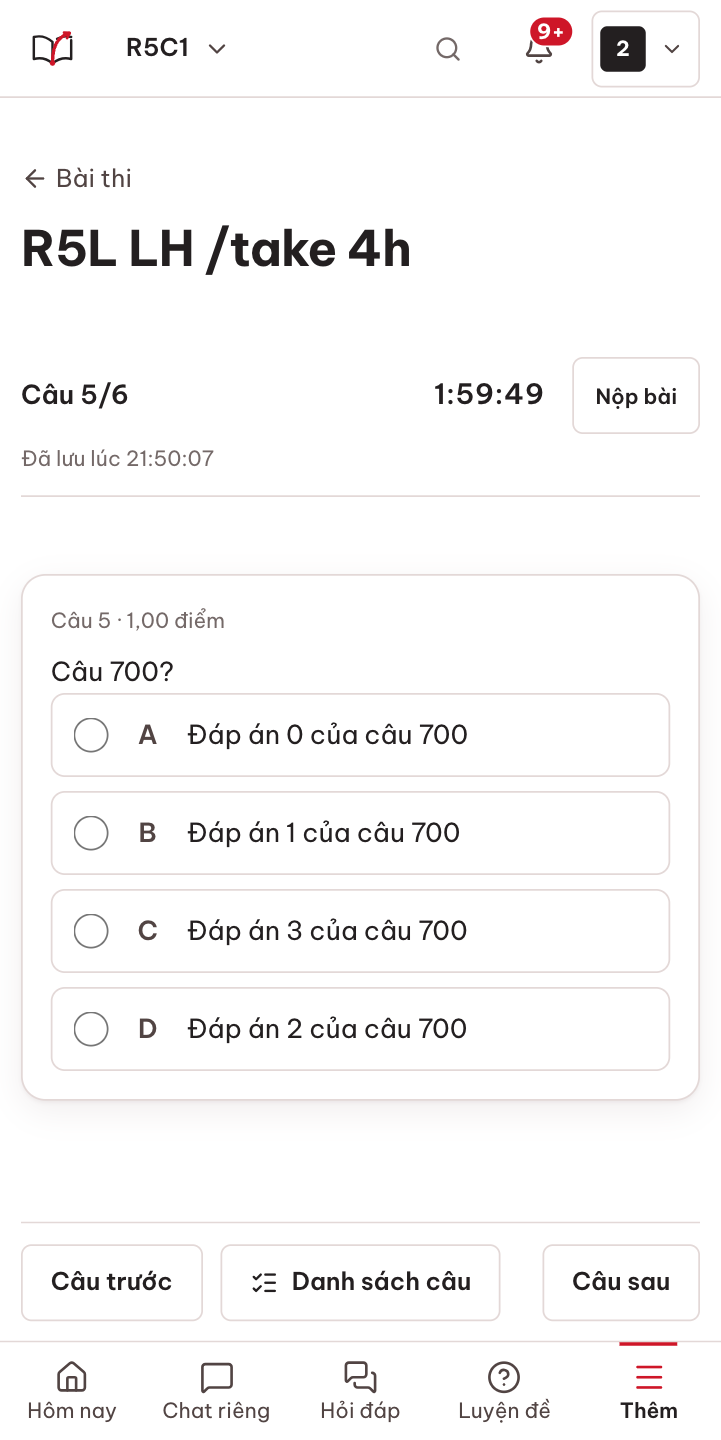 R5C1
9+
2
← Bài thi
R5L LH /take 4h
Câu 5/6
1:59:49
Nộp bài
Đã lưu lúc 21:50:07
Câu 5 · 1,00 điểm
Câu 700?
A Đáp án 0 của câu 700
B Đáp án 1 của câu 700
C Đáp án 3 của câu 700
D Đáp án 2 của câu 700
Câu trước
Danh sách câu
Câu sau
Hôm nay
Chat riêng
Hỏi đáp
Luyện đề
Thêm